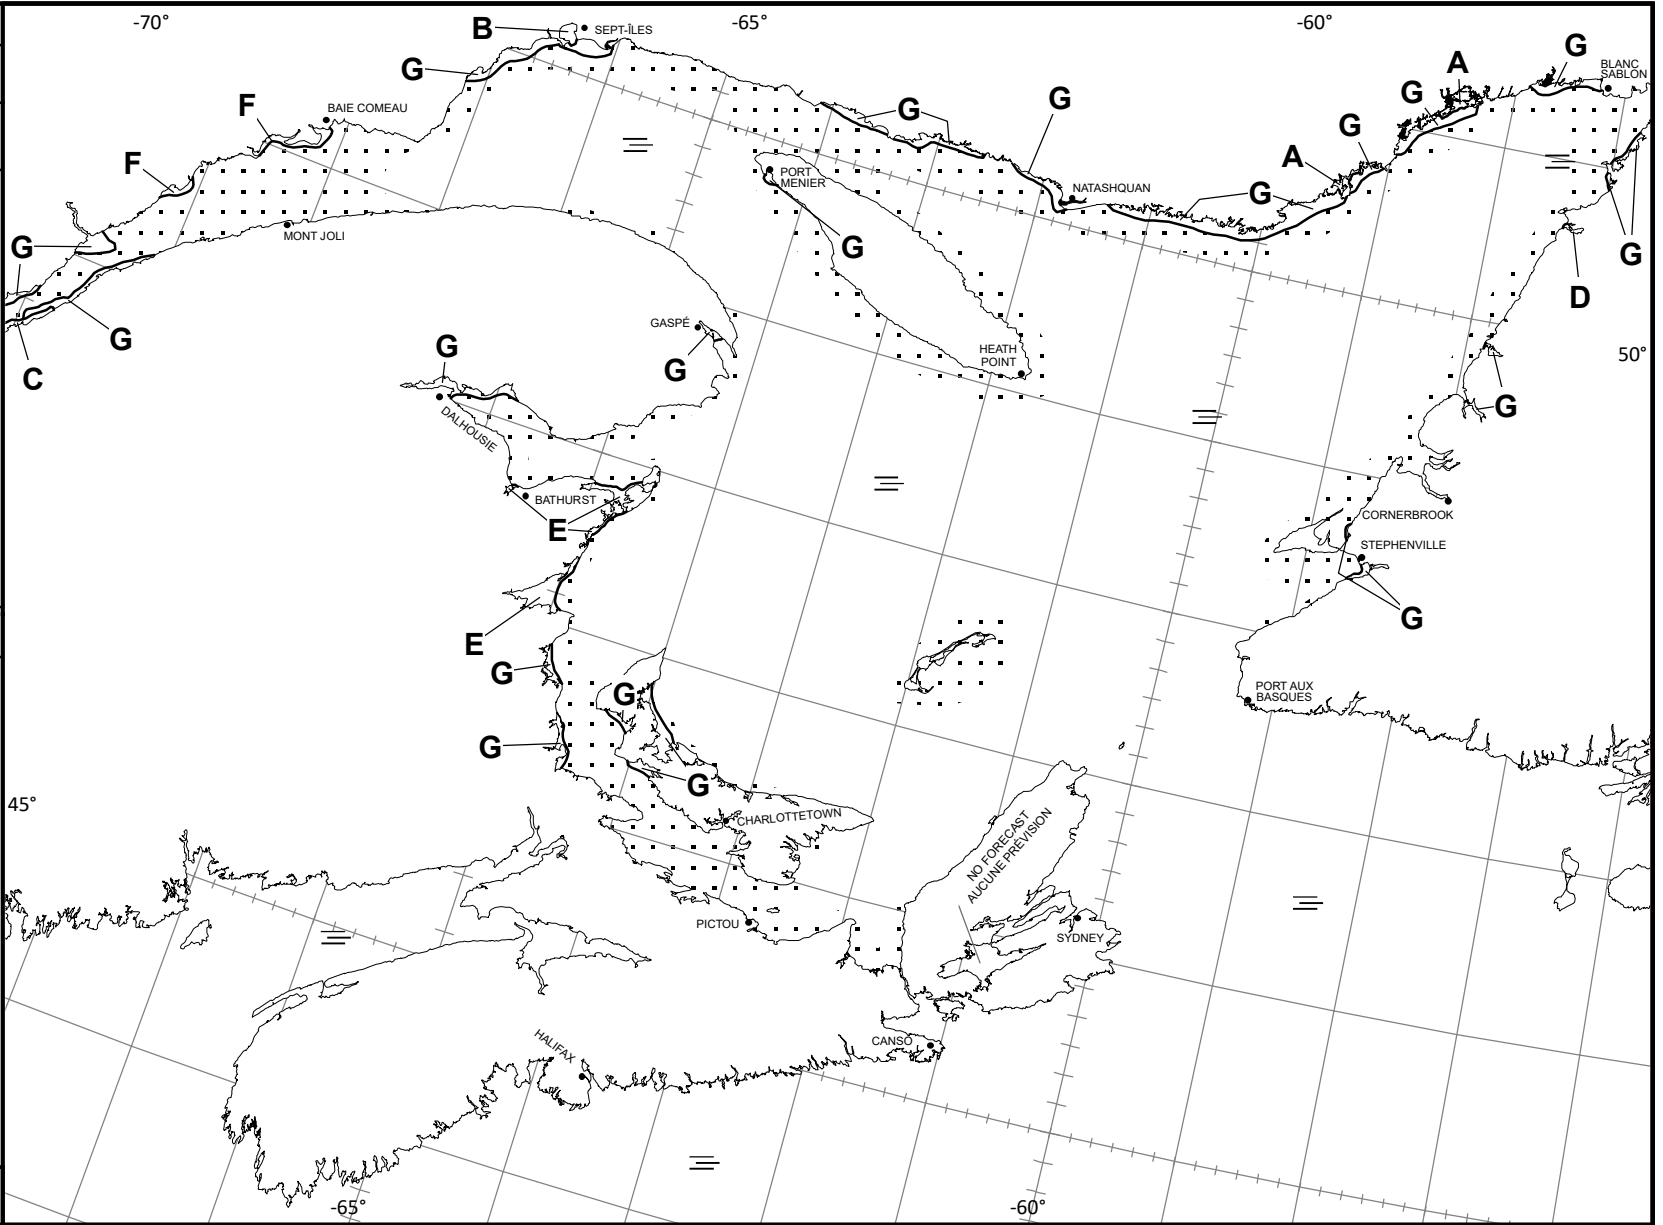 -70°
-65°
-60°
B
SEPT-ÎLES
G
G
A
BLANC
SABLON
G
F
BAIE COMEAU
G
G
G
G
F
A
PORT
MENIER
NATASHQUAN
G
MONT JOLI
G
G
G
D
G
C
GASPÉ
G
G
HEATH
POINT
50°
DALHOUSIE
G
BATHURST
E
CORNERBROOK
STEPHENVILLE
G
E
G
G
PORT AUX
BASQUES
G
G
45°
CHARLOTTETOWN
NO FORECAST
AUCUNE PRÉVISION
PICTOU
SYDNEY
HALIFAX
CANSO
-65°
-60°